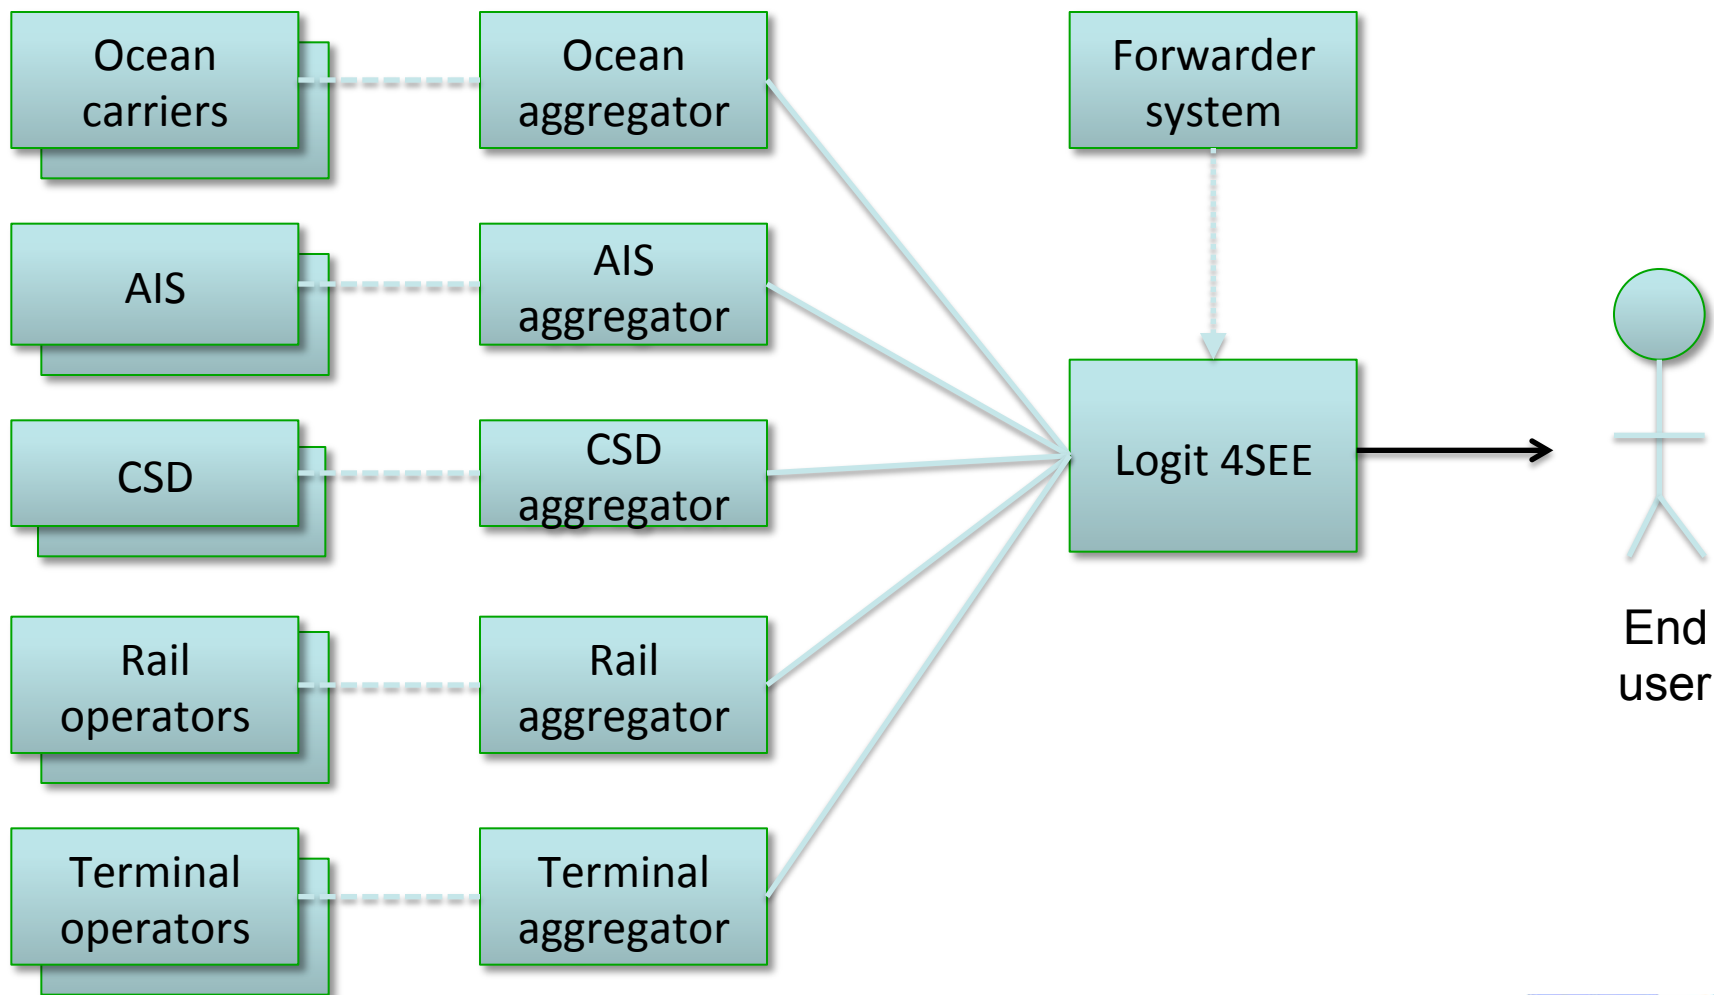 Ocean
carriers
Ocean
aggregator
Forwarder
system
AIS
AIS
aggregator
CSD
CSD
aggregator
Logit 4SEE
Rail
operators
Rail
aggregator
End
user
Terminal
operators
Terminal
aggregator